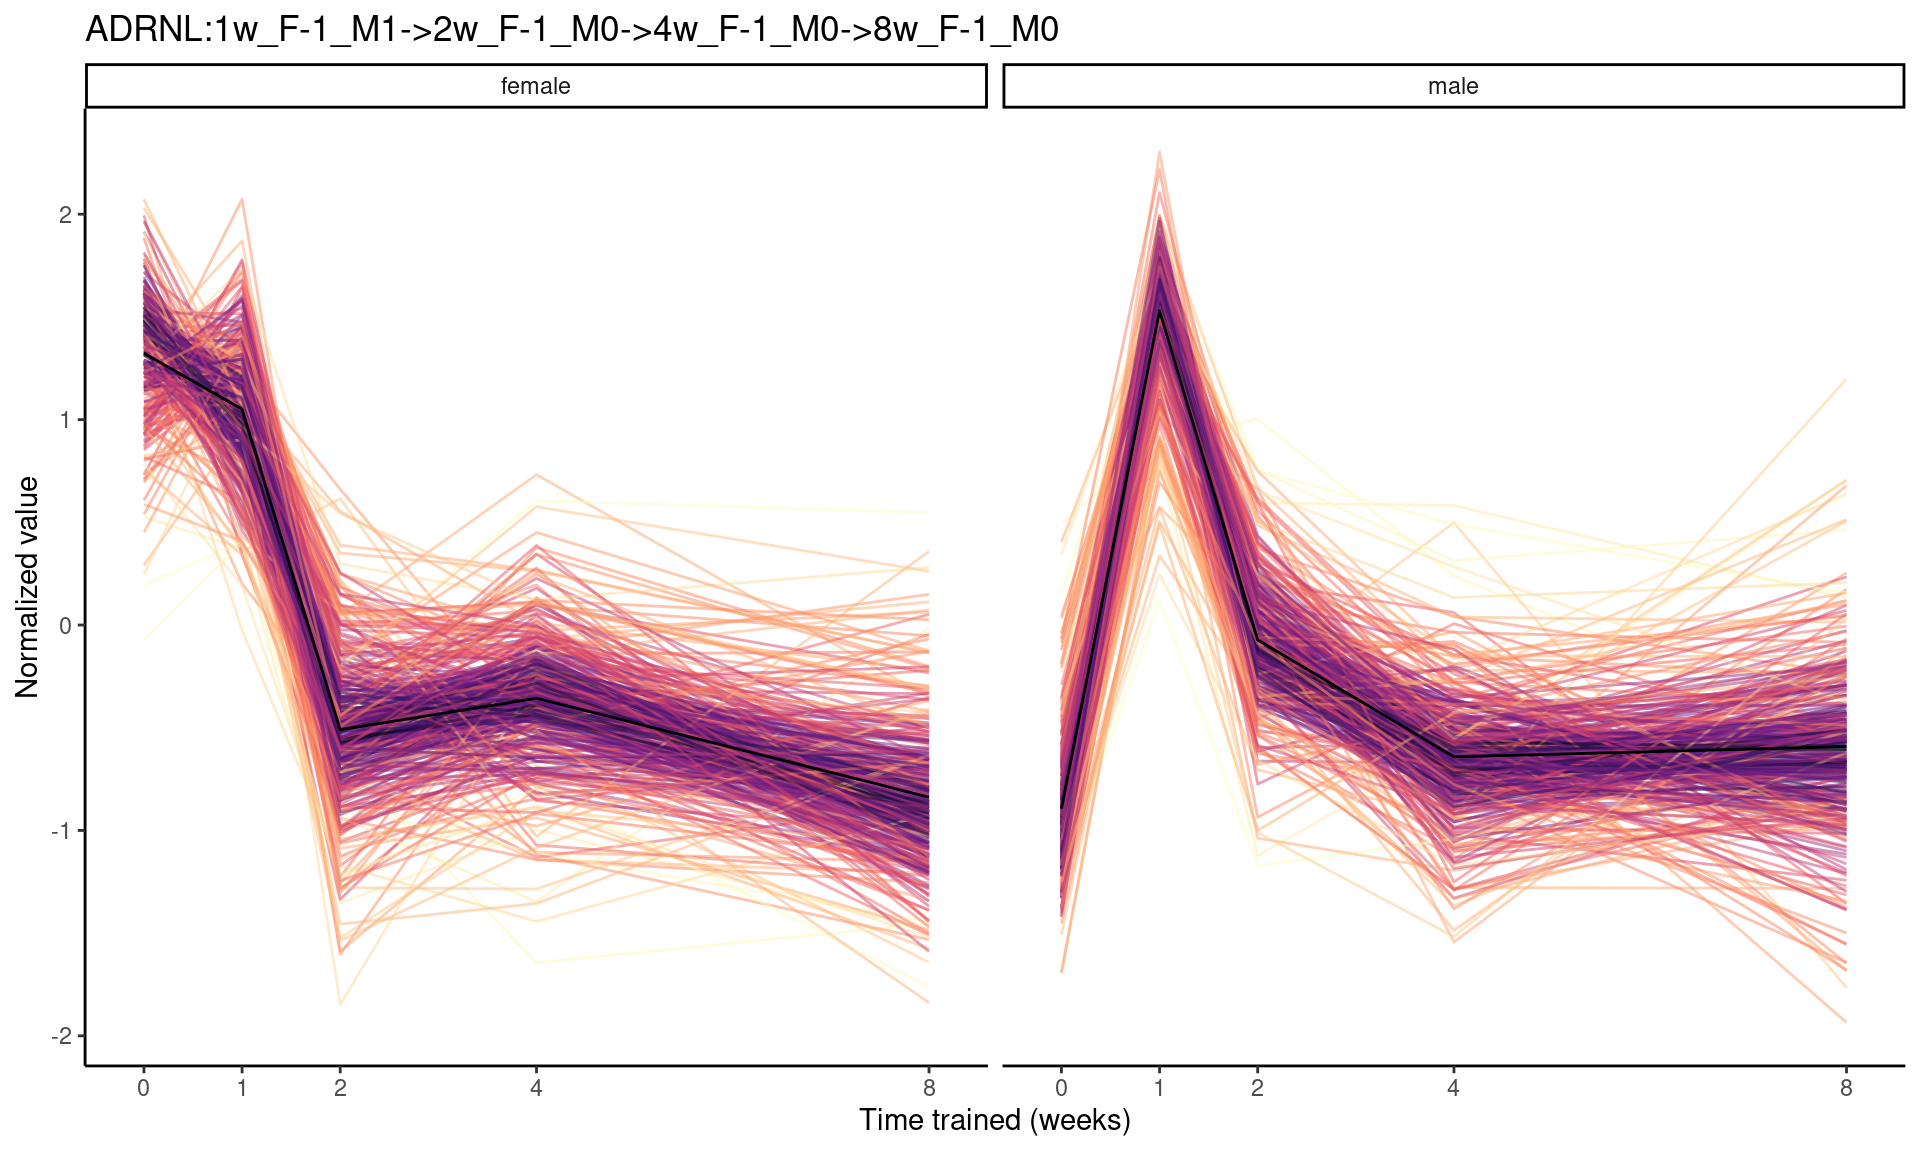 ADRNL:1w_F-1_M1->2w_F-1_M0->4w_F-1_M0->8w_F-1_M0
female male
Normalized value
2
1
0
-1
-2
0 1 2 4 8 0 1 2 4 8
Time trained (weeks)